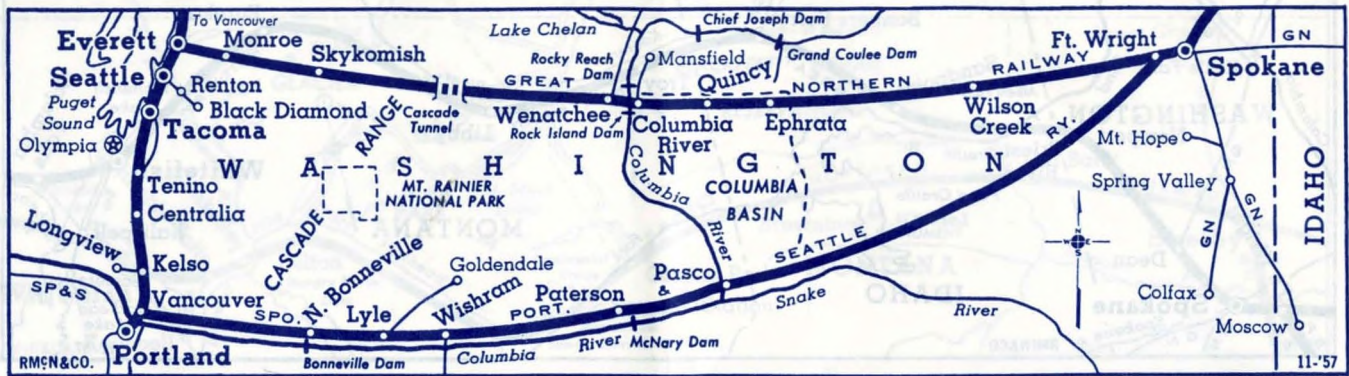 To Vancouver
Everett
Monroe
Skykomish
Seattle
Renton
Puget
Sound
Black Diamond
Tacoma
Olympia
Tenino
Centralia
Longview
Kelso
SP&S
Vancouver
Portland
RMCN&CO.
Cascade
Tunnel
CASCADE RANGE
MT. RAINIER
NATIONAL PARK
WASHINGTON
Lake Chelan
Rocky Reach
Dam
Mansfield
Chief Joseph Dam
Grand Coulee Dam
GREAT NORTHERN RAILWAY
Wenatchee
Rock Island Dam
Columbia
River
Quincy
Ephrata
Wilson
Creek
Ft. Wright
Spokane
GN
Columbia River
COLUMBIA
BASIN
Mt. Hope
Spring Valley
GN
GN
Colfax
Moscow
IDAHO
SPO. PORT. & SEATTLE RY.
N. Bonneville
Bonneville Dam
Lyle
Goldendale
Wishram
Columbia River
Paterson
McNary Dam
Pasco
Snake River
11-'57